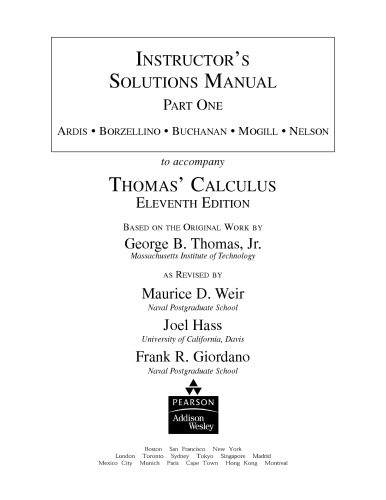 INSTRUCTOR'S
SOLUTIONS MANUAL
PART ONE
ARDIS • BORZELLINO • BUCHANAN • MOGILL • NELSON
to accompany
THOMAS' CALCULUS
ELEVENTH EDITION
BASED ON THE ORIGINAL WORK BY
George B. Thomas, Jr.
Massachusetts Institute of Technology
AS REVISED BY
Maurice D. Weir
Naval Postgraduate School
Joel Hass
University of California, Davis
Frank R. Giordano
Naval Postgraduate School
PEARSON
Addison
Wesley
Boston San Francisco New York
London Toronto Sydney Tokyo Singapore Madrid
Mexico City Munich Paris Cape Town Hong Kong Montreal